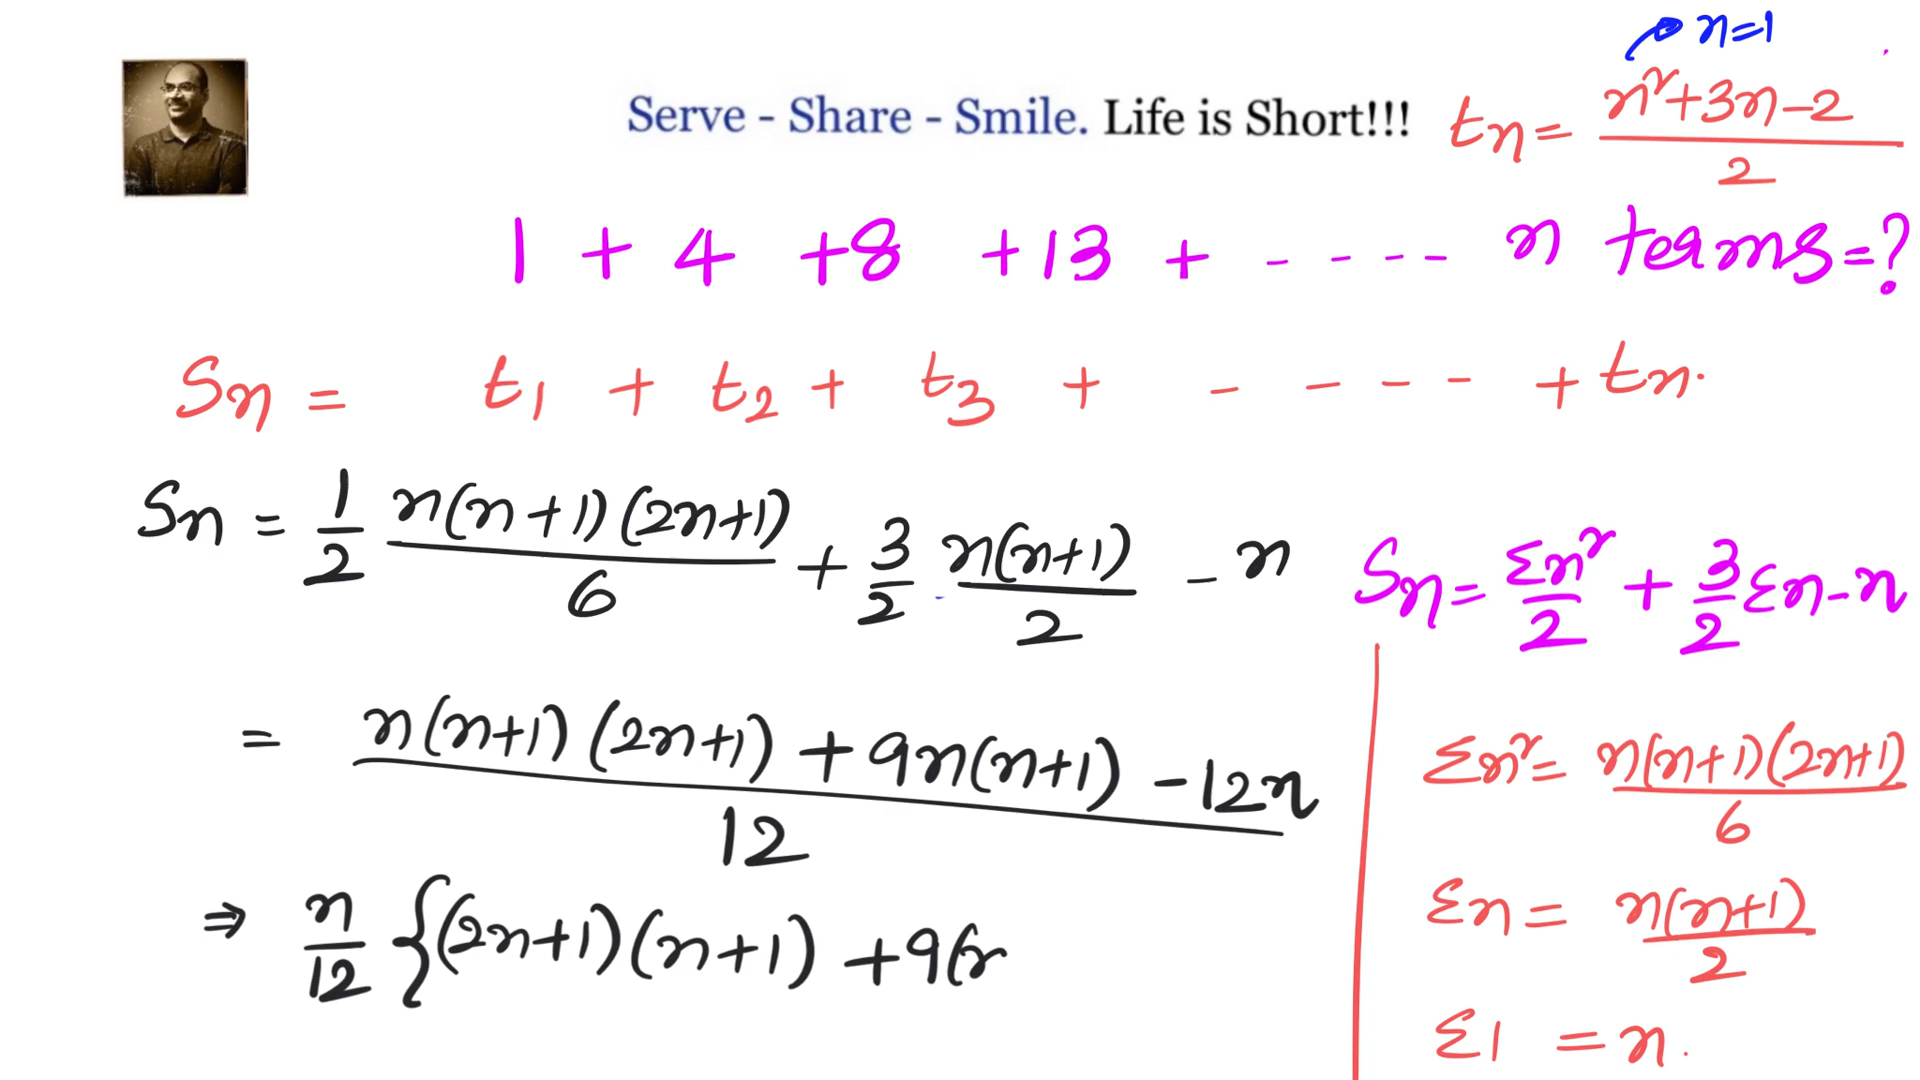 n=1
Serve - Share - Smile. Life is Short!!!
tn = (n²+3n-2)/2
1 + 4 + 8 + 13 + - - - - n terms = ?
Sn = t₁ + t₂ + t₃ + - - - - + tn.
Sn = 1/2 n(n+1)(2n+1)/6 + 3/2 n(n+1)/2 - n
Sn = Σn²/2 + 3/2 Σn - n
= (n(n+1)(2n+1) + 9n(n+1) - 12n)/12
Σn² = n(n+1)(2n+1)/6
⇒ n/12 {(2n+1)(n+1) + 9(n
Σn = n(n+1)/2
Σ1 = n.